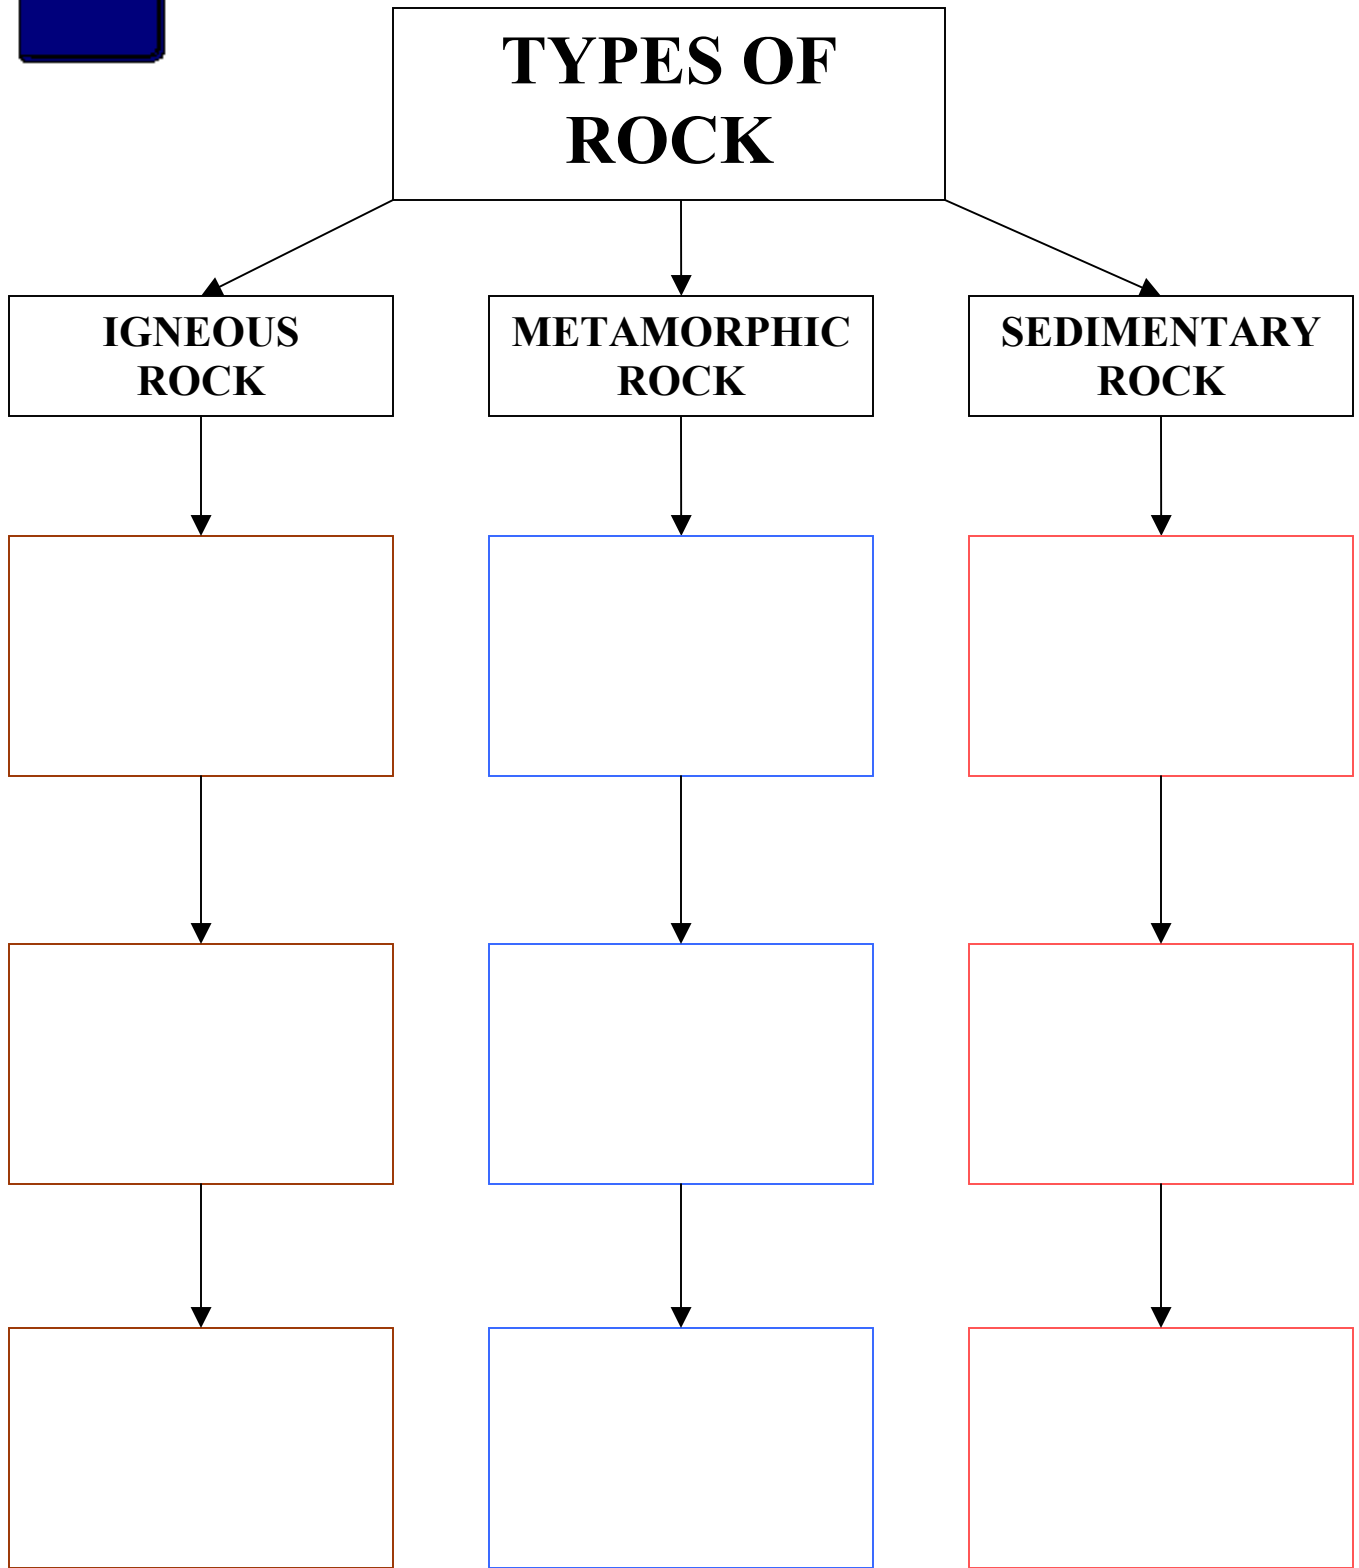 TYPES OF
ROCK
IGNEOUS
ROCK
METAMORPHIC
ROCK
SEDIMENTARY
ROCK